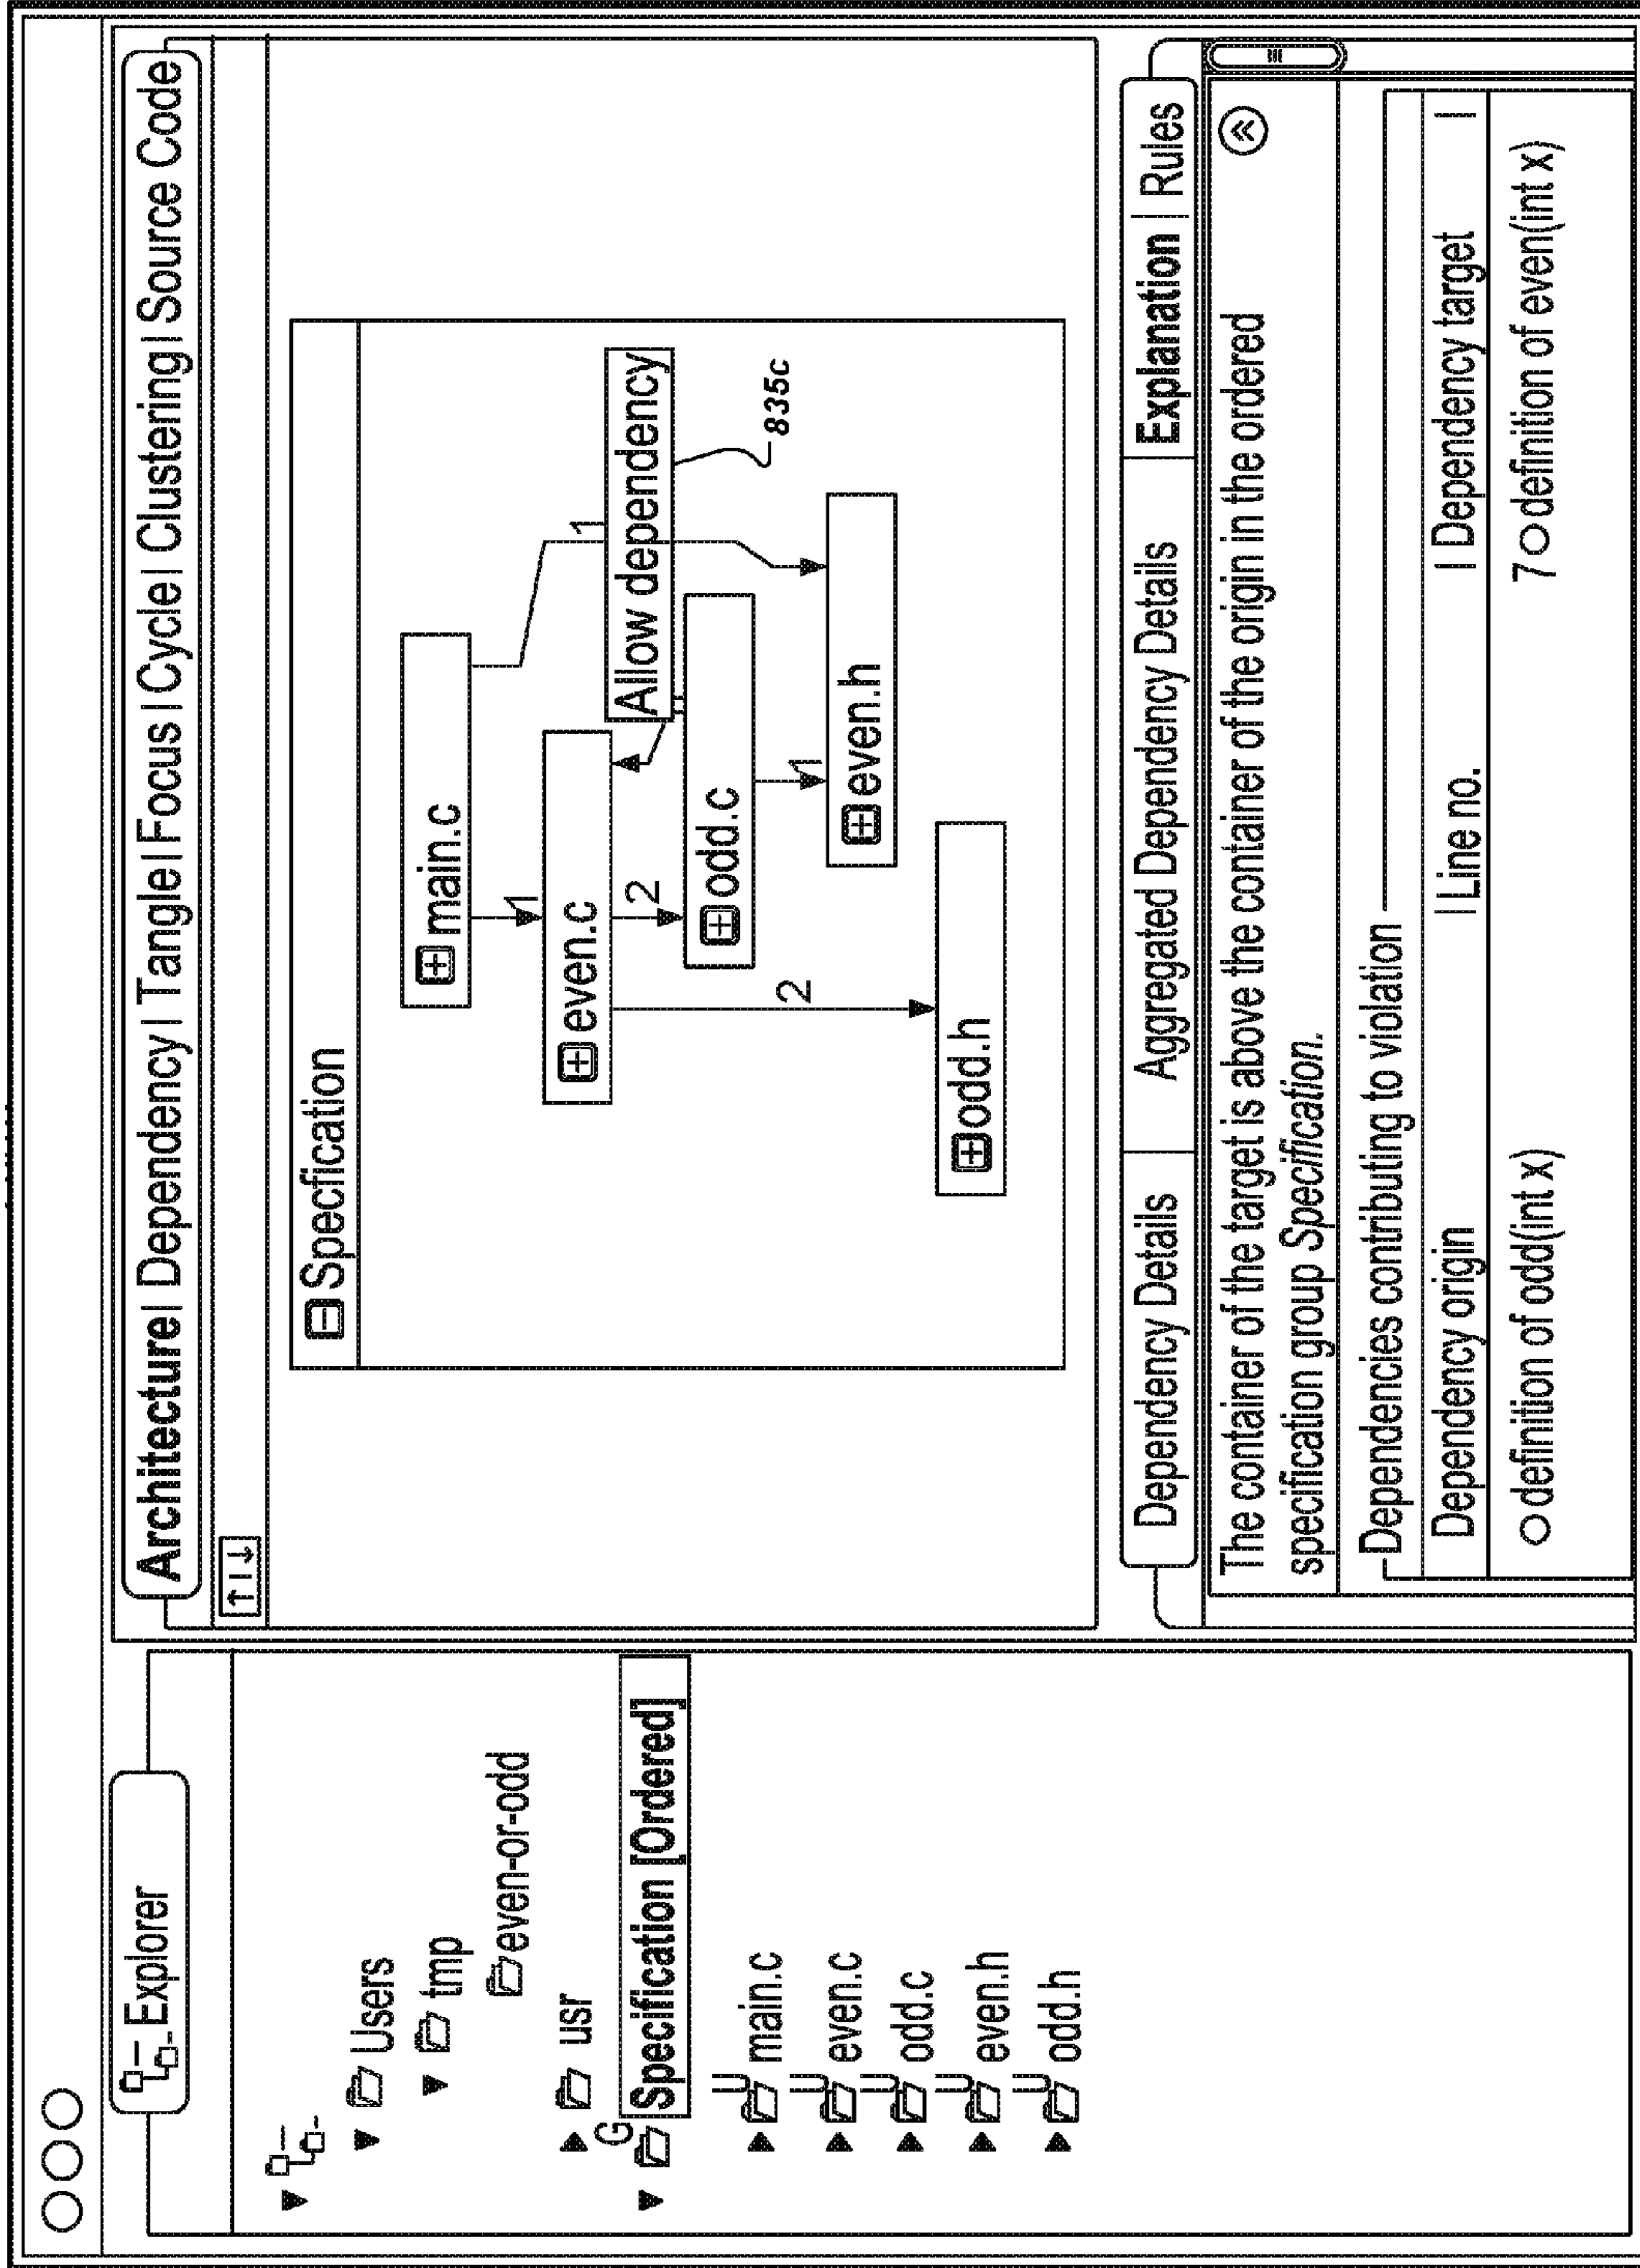 Explorer
Users
tmp
even-or-odd
usr
G
Specification [Ordered]
main.c
even.c
odd.c
even.h
odd.h
Architecture| Dependency| Tangle| Focus | Cycle| Clustering| Source Code
Specfication
main.c
1
1
even.c
Allow dependency
835c
2
odd.c
2
1
even.h
odd.h
Dependency Details
Aggregated Dependency Details
Explanation | Rules
The container of the target is above the container of the origin in the ordered
specification group Specification.
Dependencies contributing to violation
Dependency origin | Line no. | Dependency target |
definition of odd(int x) 7 definition of even(int x)